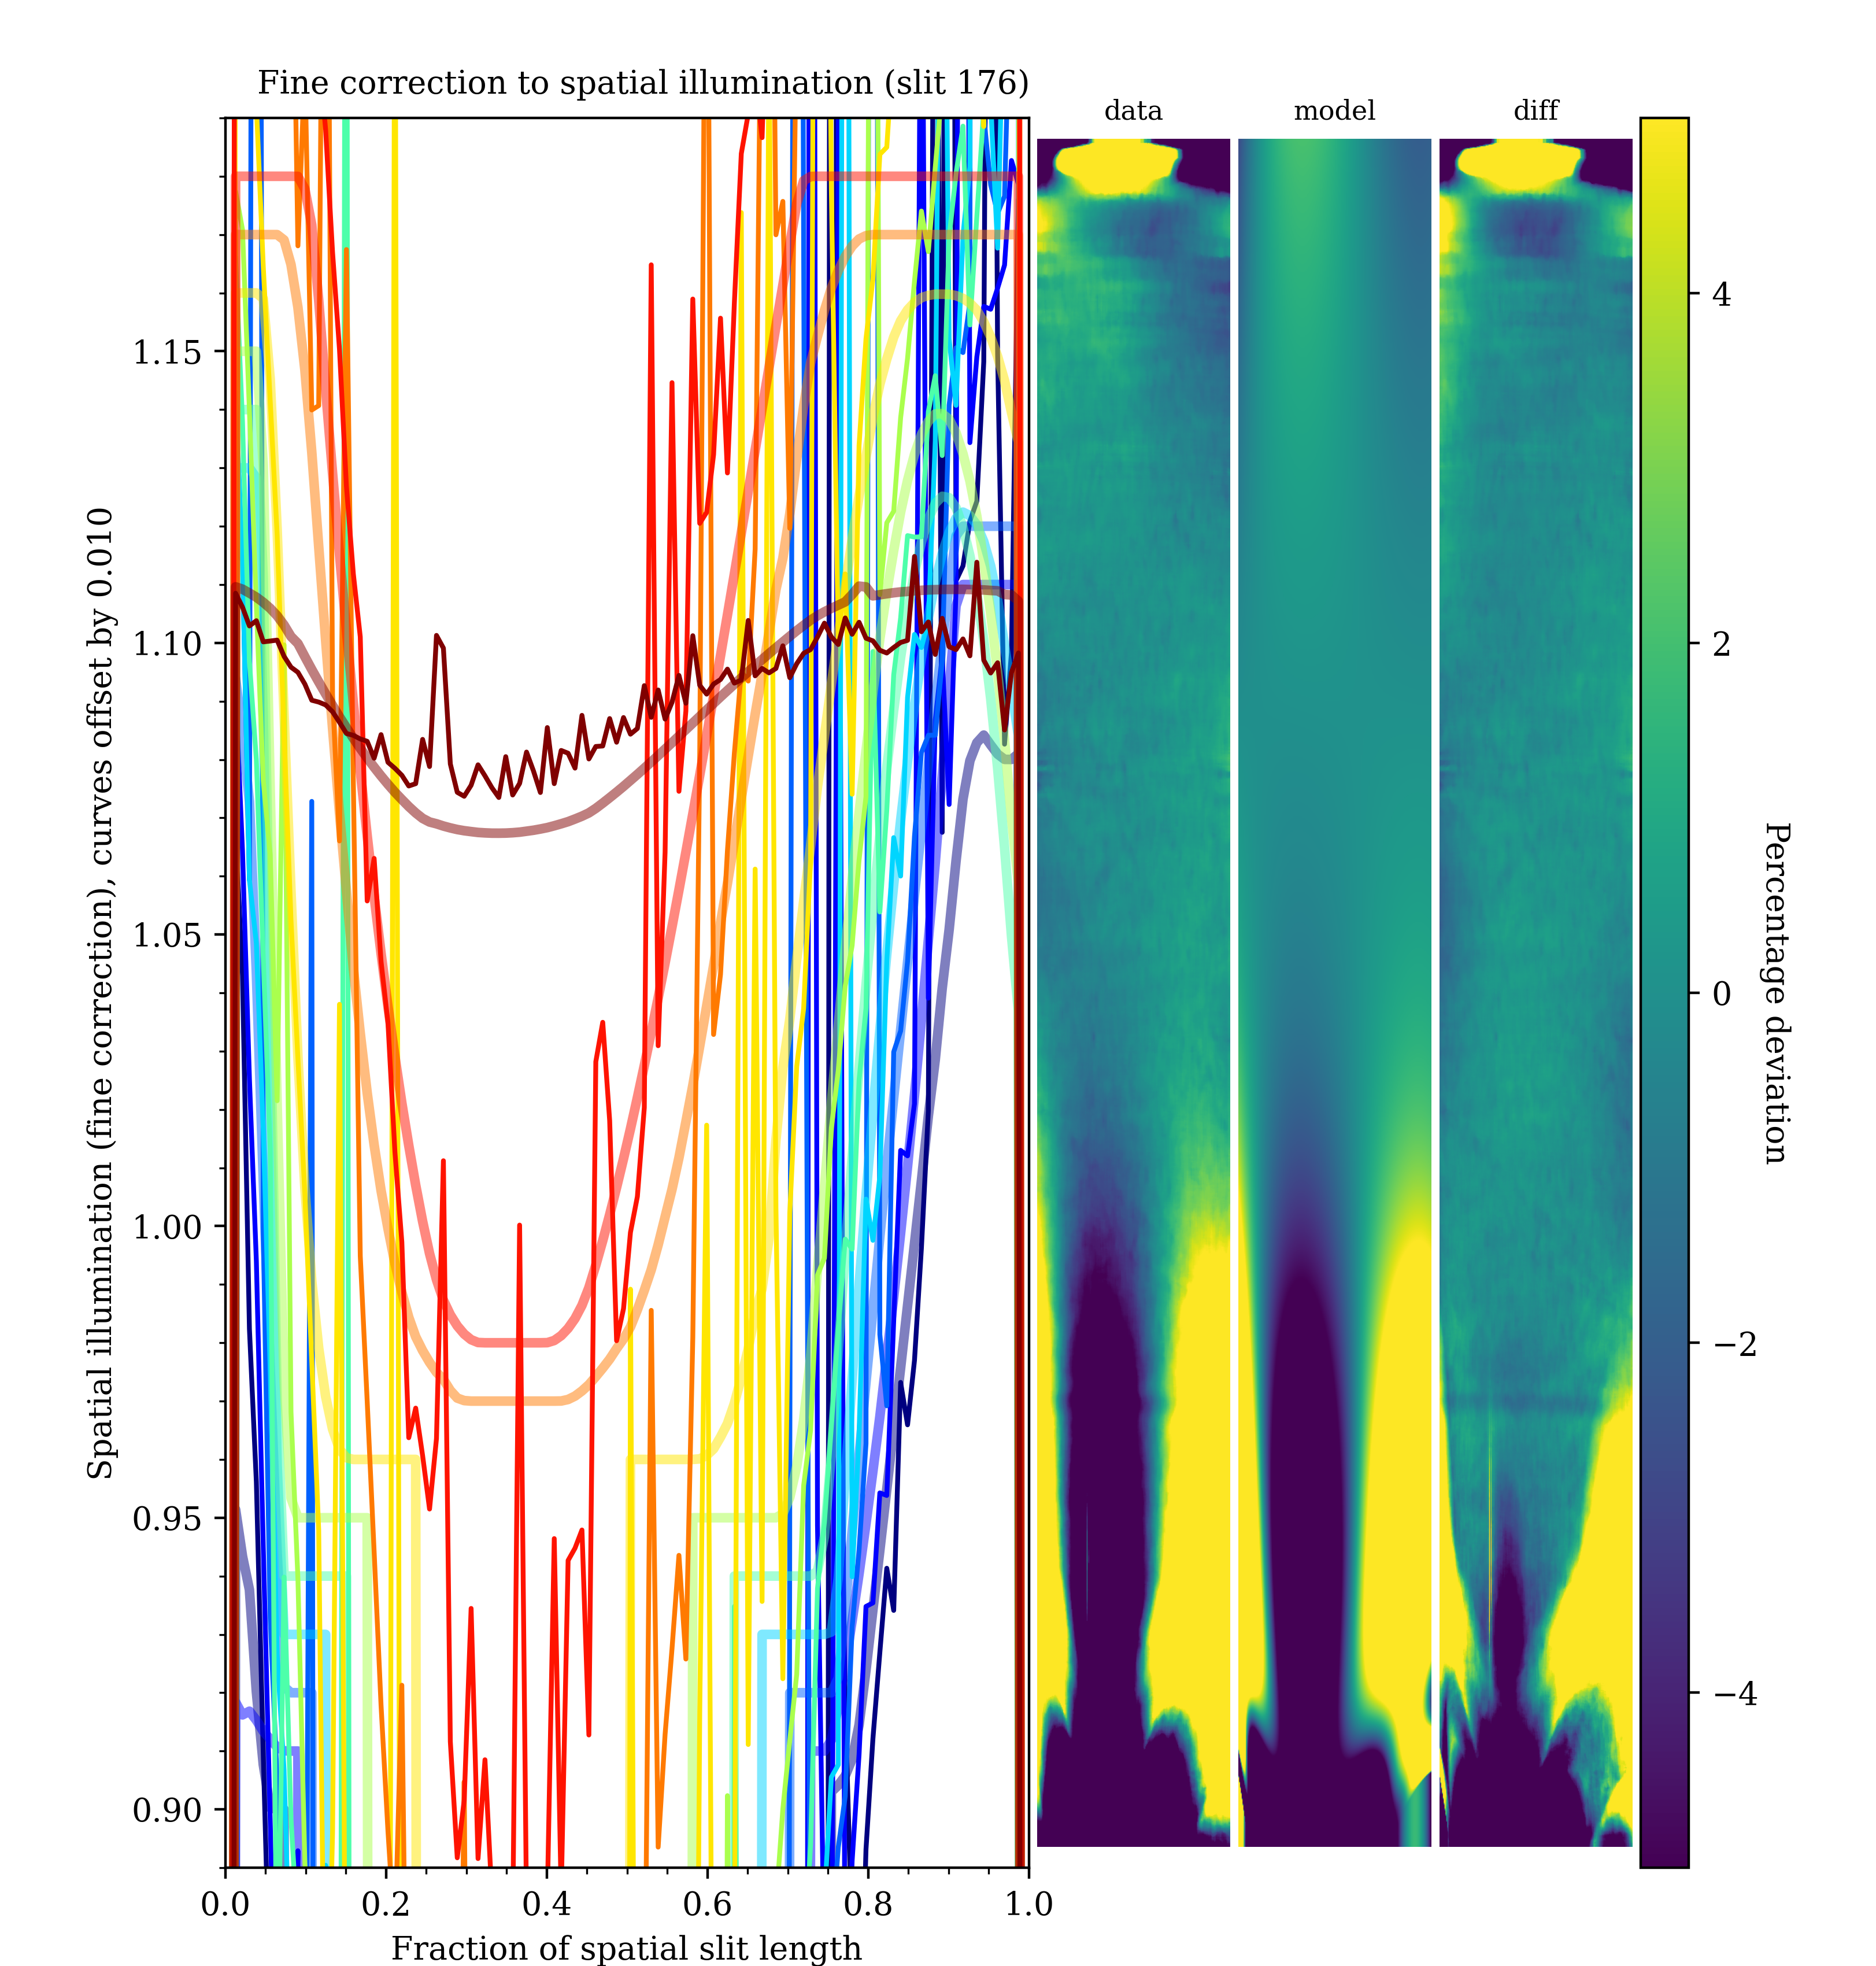 Fine correction to spatial illumination (slit 176)
data
model
diff
Spatial illumination (fine correction), curves offset by 0.010
1.15
1.10
1.05
1.00
0.95
0.90
0.0
0.2
0.4
0.6
0.8
1.0
Fraction of spatial slit length
4
2
0
−2
−4
Percentage deviation